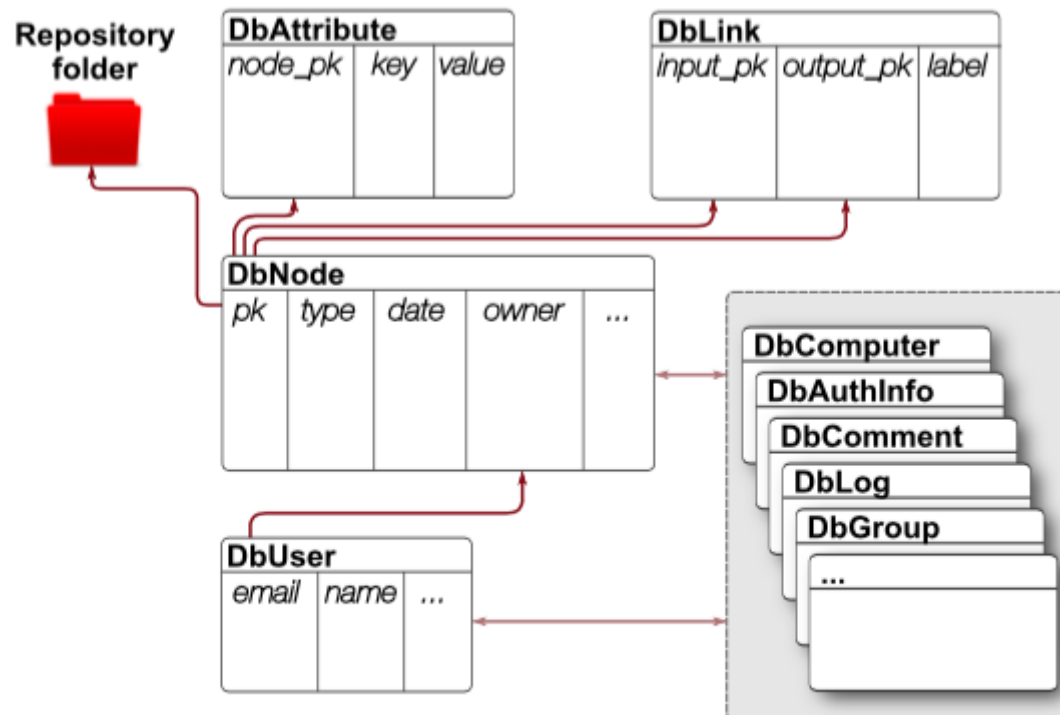 Repository
folder
DbAttribute
node_pk key value
DbLink
input_pk output_pk label
DbNode
pk type date owner ...
DbComputer
DbAuthInfo
DbComment
DbLog
DbGroup
...
DbUser
email name ...